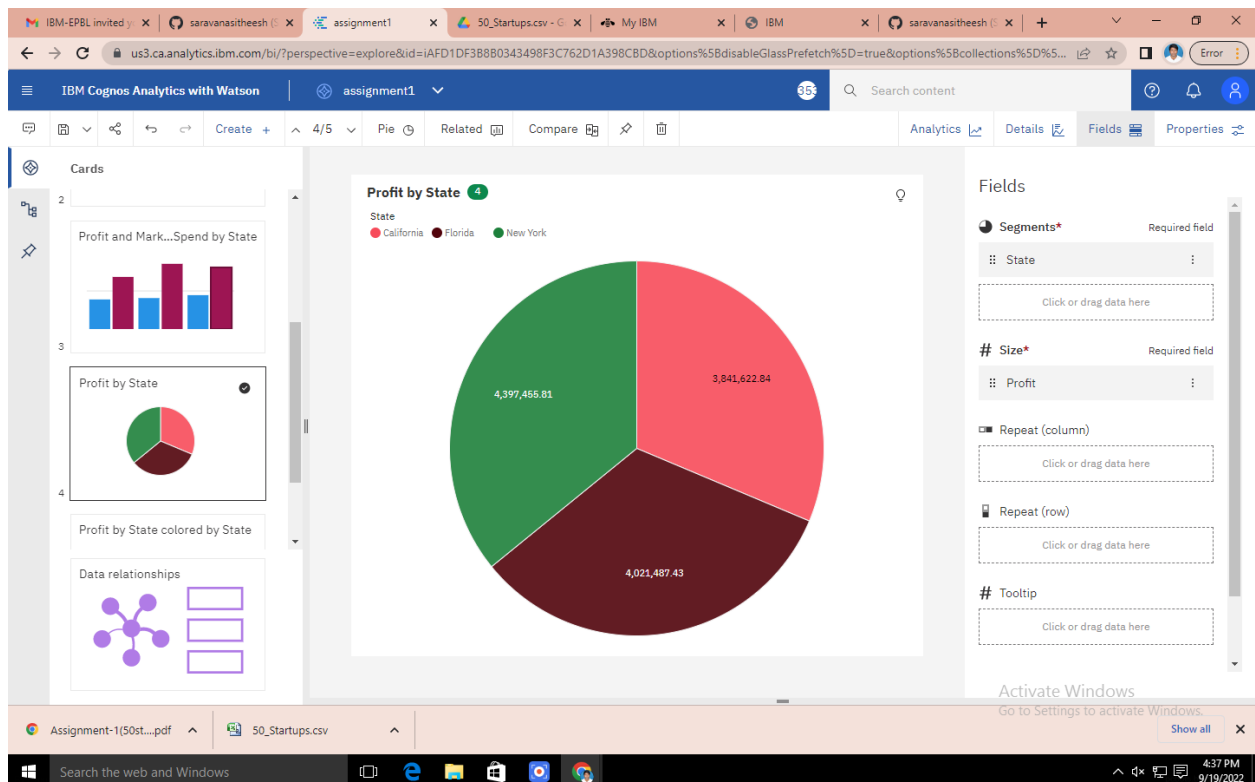 IBM-EPBL invited y
saravanasitheesh (S
assignment1
50_Startups.csv - G
My IBM
IBM
saravanasitheesh (S
us3.ca.analytics.ibm.com/bi/?perspective=explore&id=iAFD1DF3B8B0343498F3C762D1A398CBD&options%5BdisableGlassPrefetch%5D=true&options%5Bcollections%5D%5...
Error
IBM Cognos Analytics with Watson
assignment1
Search content
Create +
4/5
Pie
Related
Compare
Analytics
Details
Fields
Properties
Cards
2
Profit and Mark...Spend by State
3
Profit by State
4
Profit by State colored by State
Data relationships
Profit by State 4
State
California
Florida
New York
3,841,622.84
4,397,455.81
4,021,487.43
Fields
Segments*
Required field
State
Click or drag data here
# Size*
Required field
Profit
Repeat (column)
Click or drag data here
Repeat (row)
Click or drag data here
# Tooltip
Click or drag data here
Activate Windows
Go to Settings to activate Windows.
Assignment-1(50st....pdf
50_Startups.csv
Show all
Search the web and Windows
4:37 PM